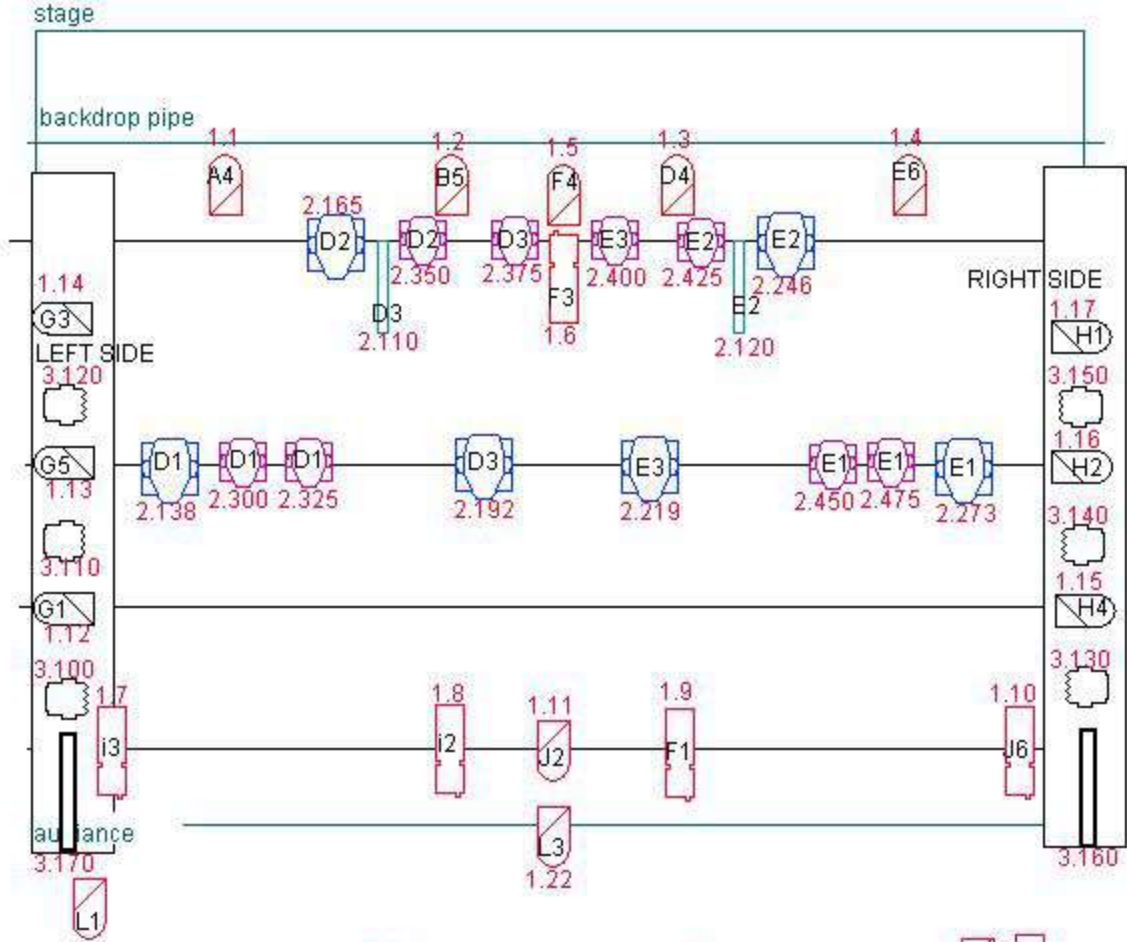 stage
backdrop pipe
1.1 1.2 1.5 1.3 1.4
A4 B5 F4 D4 E6
2.165
D2 D2 D3 E3 E2 E2
2.350 2.375 2.400 2.425 2.246
F3
D3 E2
1.6
2.110 2.120
RIGHT SIDE
1.14 1.17
G3 H1
LEFT SIDE
3.120 3.150
1.16
G5 D1 D1 D1 D3 E3 E1 E1 E1 H2
1.13
2.138 2.300 2.325 2.192 2.219 2.450 2.475 2.273
3.140
3.110
1.15
G1 H4
1.12
3.100 3.130
1.7 1.8 1.11 1.9 1.10
i3 i2 J2 F1 J6
au iance
L3
3.170 3.160
1.22
L1